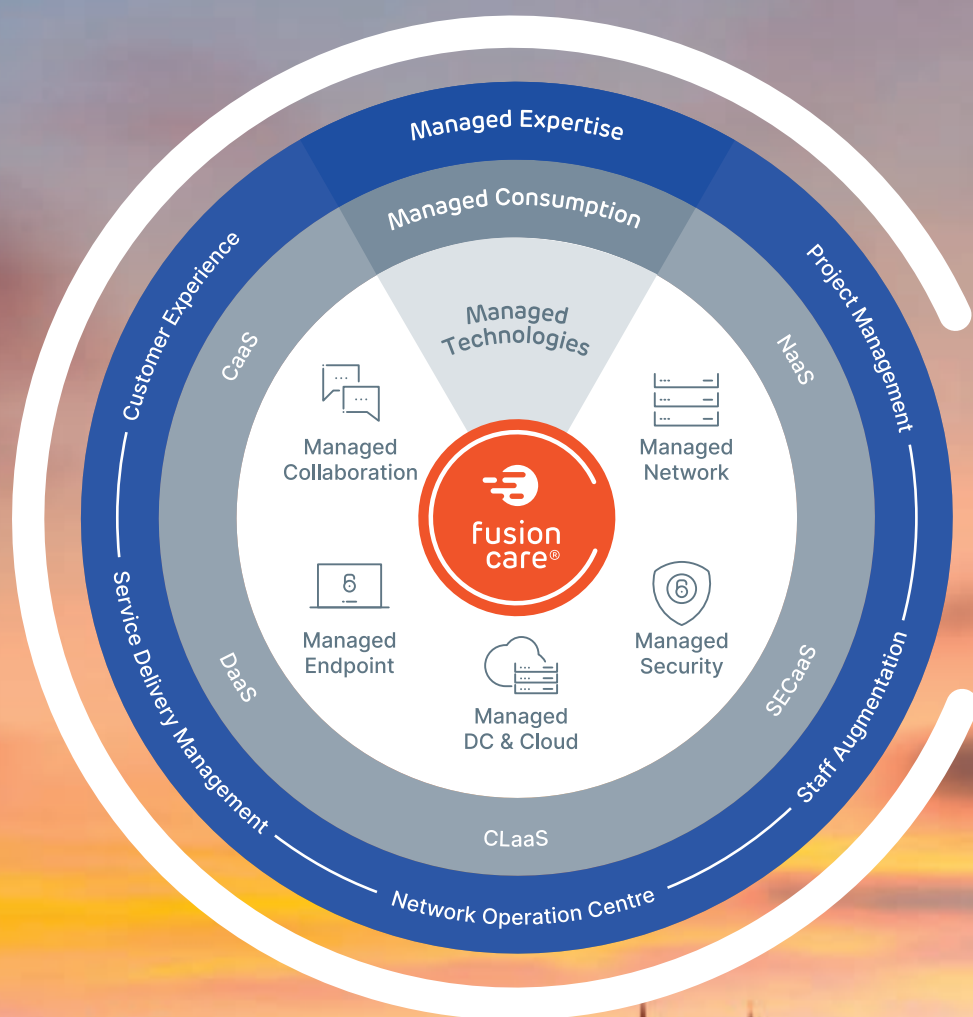 Managed Expertise
Managed Consumption
Managed
Technologies
Customer Experience
Project Management
CaaS
NaaS
Managed
Collaboration
Managed
Network
fusion
care®
Managed
Endpoint
Managed
Security
Managed
DC & Cloud
DaaS
SECaaS
CLaaS
Service Delivery Management
Staff Augmentation
Network Operation Centre